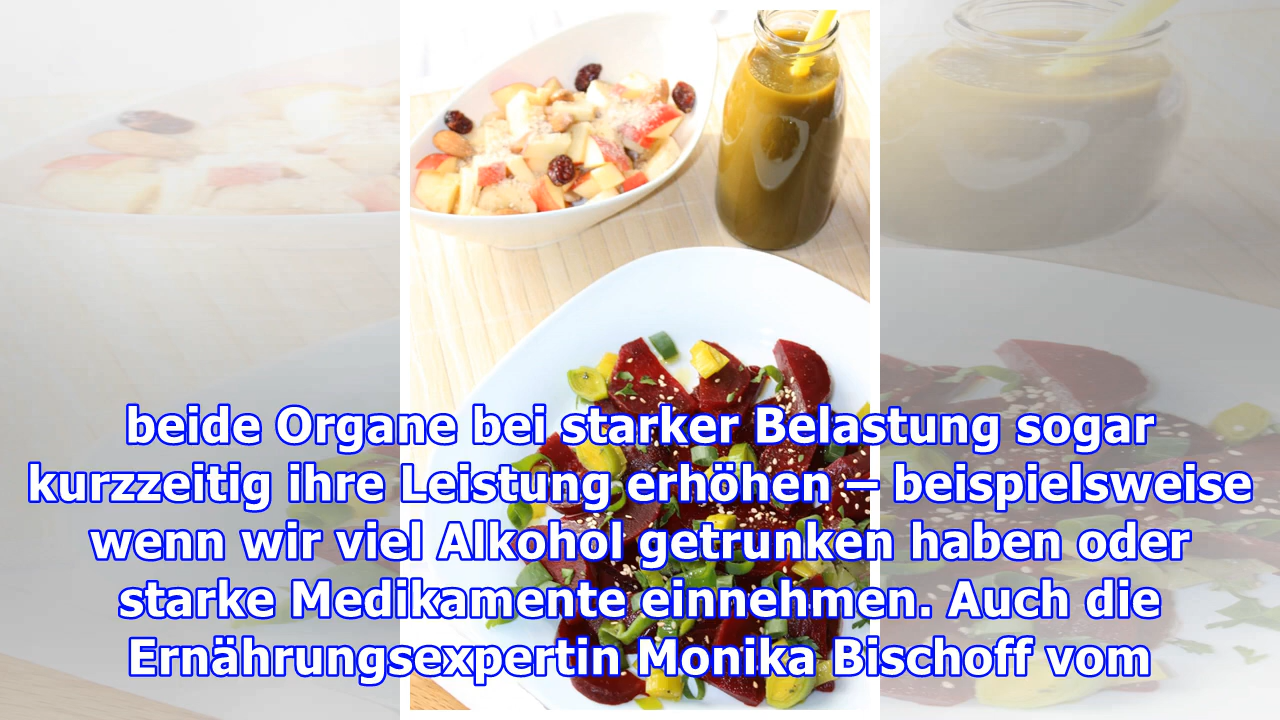 beide Organe bei starker Belastung sogar
kurzzeitig ihre Leistung erhöhen – beispielsweise
wenn wir viel Alkohol getrunken haben oder
starke Medikamente einnehmen. Auch die
Ernährungsexpertin Monika Bischoff vom